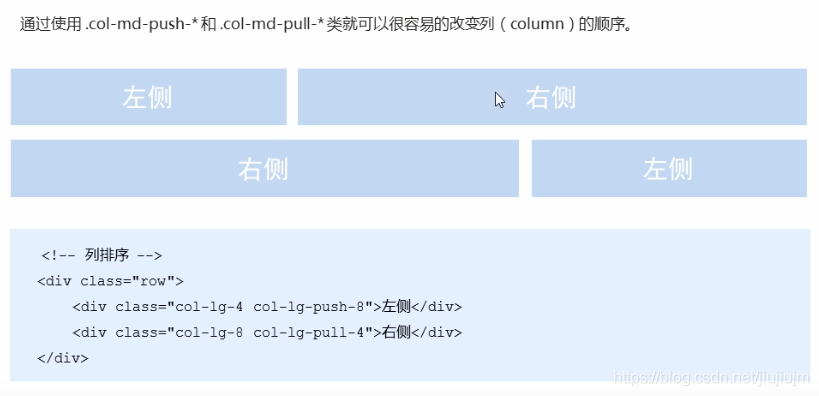 通过使用 .col-md-push-* 和 .col-md-pull-* 类就可以很容易的改变列（column）的顺序。
左侧 右侧
右侧 左侧
<!-- 列排序 -->
<div class="row">
    <div class="col-lg-4 col-lg-push-8">左侧</div>
    <div class="col-lg-8 col-lg-pull-4">右侧</div>
</div>
https://blog.csdn.net/jiujiujm